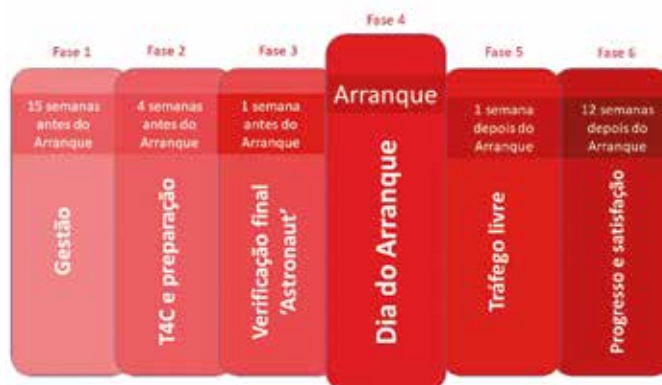 Fase 1
15 semanas
antes do
Arranque
Gestão
Fase 2
4 semanas
antes do
Arranque
T4C e preparação
Fase 3
1 semana
antes do
Arranque
Verificação final
'Astronaut'
Fase 4
Arranque
Dia do Arranque
Fase 5
1 semana
depois do
Arranque
Tráfego livre
Fase 6
12 semanas
depois do
Arranque
Progresso e satisfação